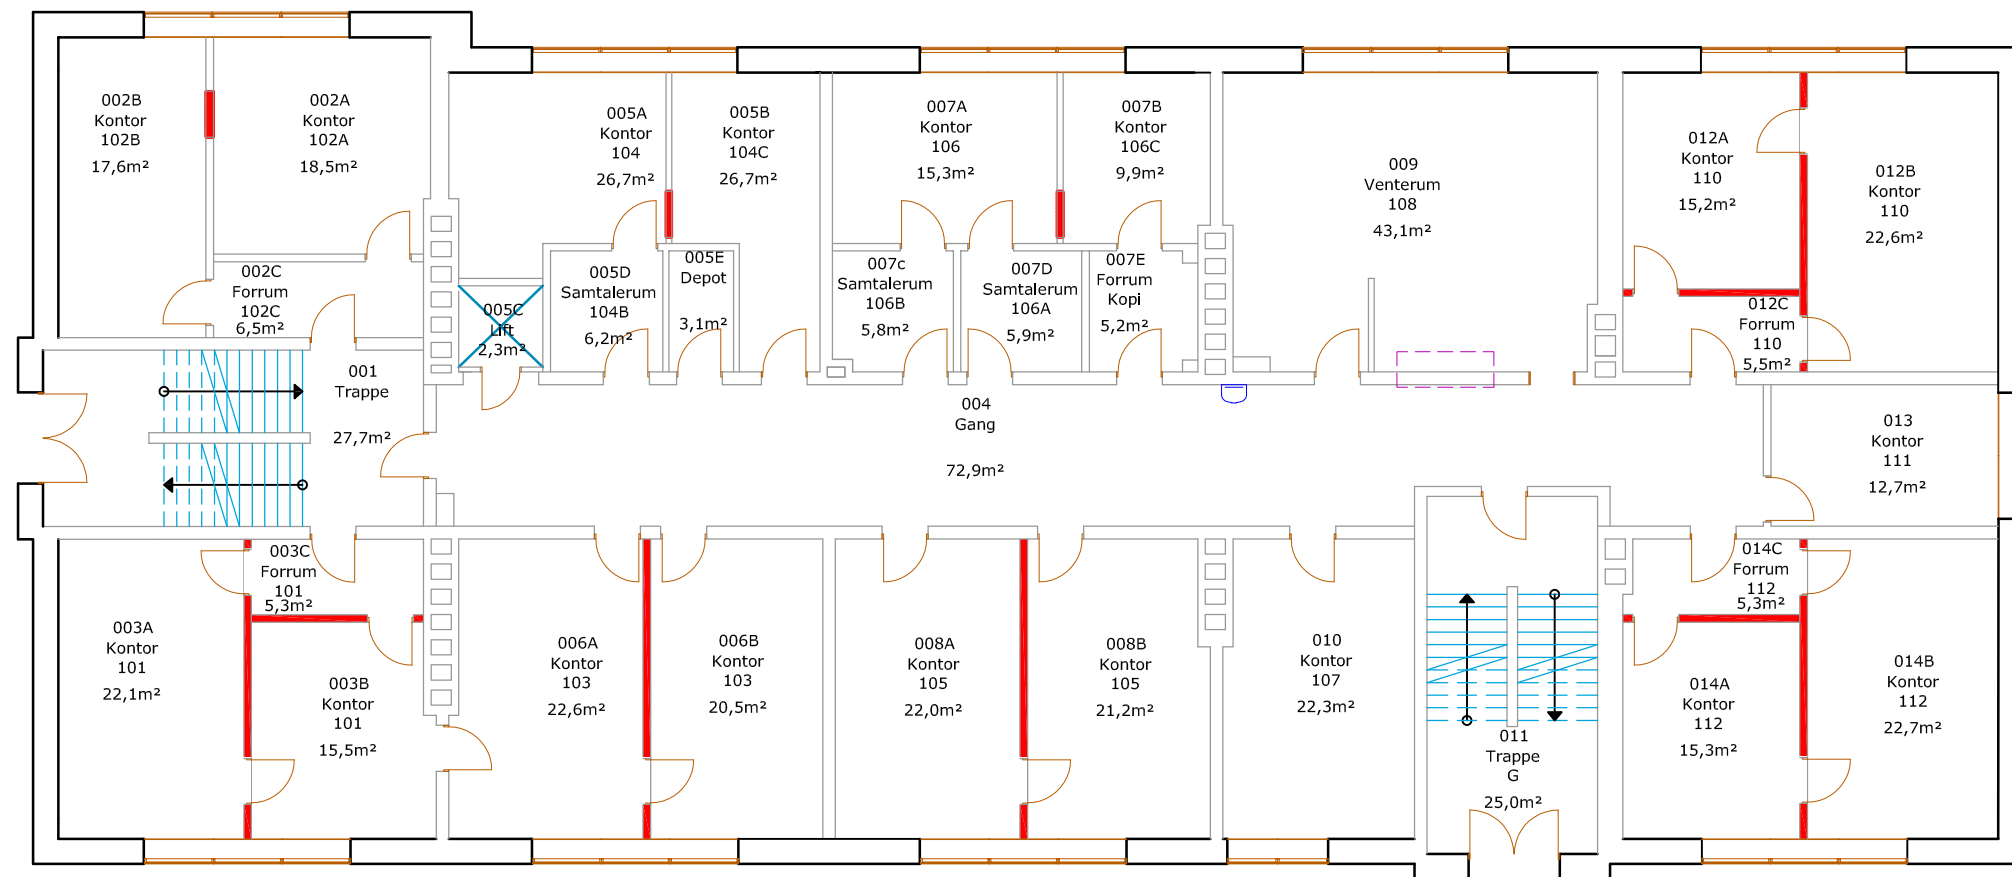 002B
Kontor
102B
17,6m²
002A
Kontor
102A
18,5m²
002C
Forrum
102C
6,5m²
001
Trappe
27,7m²
005A
Kontor
104
26,7m²
005B
Kontor
104C
26,7m²
005C
Lift
2,3m²
005D
Samtalerum
104B
6,2m²
005E
Depot
3,1m²
007A
Kontor
106
15,3m²
007B
Kontor
106C
9,9m²
007c
Samtalerum
106B
5,8m²
007D
Samtalerum
106A
5,9m²
007E
Forrum
Kopi
5,2m²
009
Venterum
108
43,1m²
012A
Kontor
110
15,2m²
012B
Kontor
110
22,6m²
012C
Forrum
110
5,5m²
004
Gang
72,9m²
013
Kontor
111
12,7m²
003C
Forrum
101
5,3m²
003A
Kontor
101
22,1m²
003B
Kontor
101
15,5m²
006A
Kontor
103
22,6m²
006B
Kontor
103
20,5m²
008A
Kontor
105
22,0m²
008B
Kontor
105
21,2m²
010
Kontor
107
22,3m²
011
Trappe
G
25,0m²
014C
Forrum
112
5,3m²
014A
Kontor
112
15,3m²
014B
Kontor
112
22,7m²